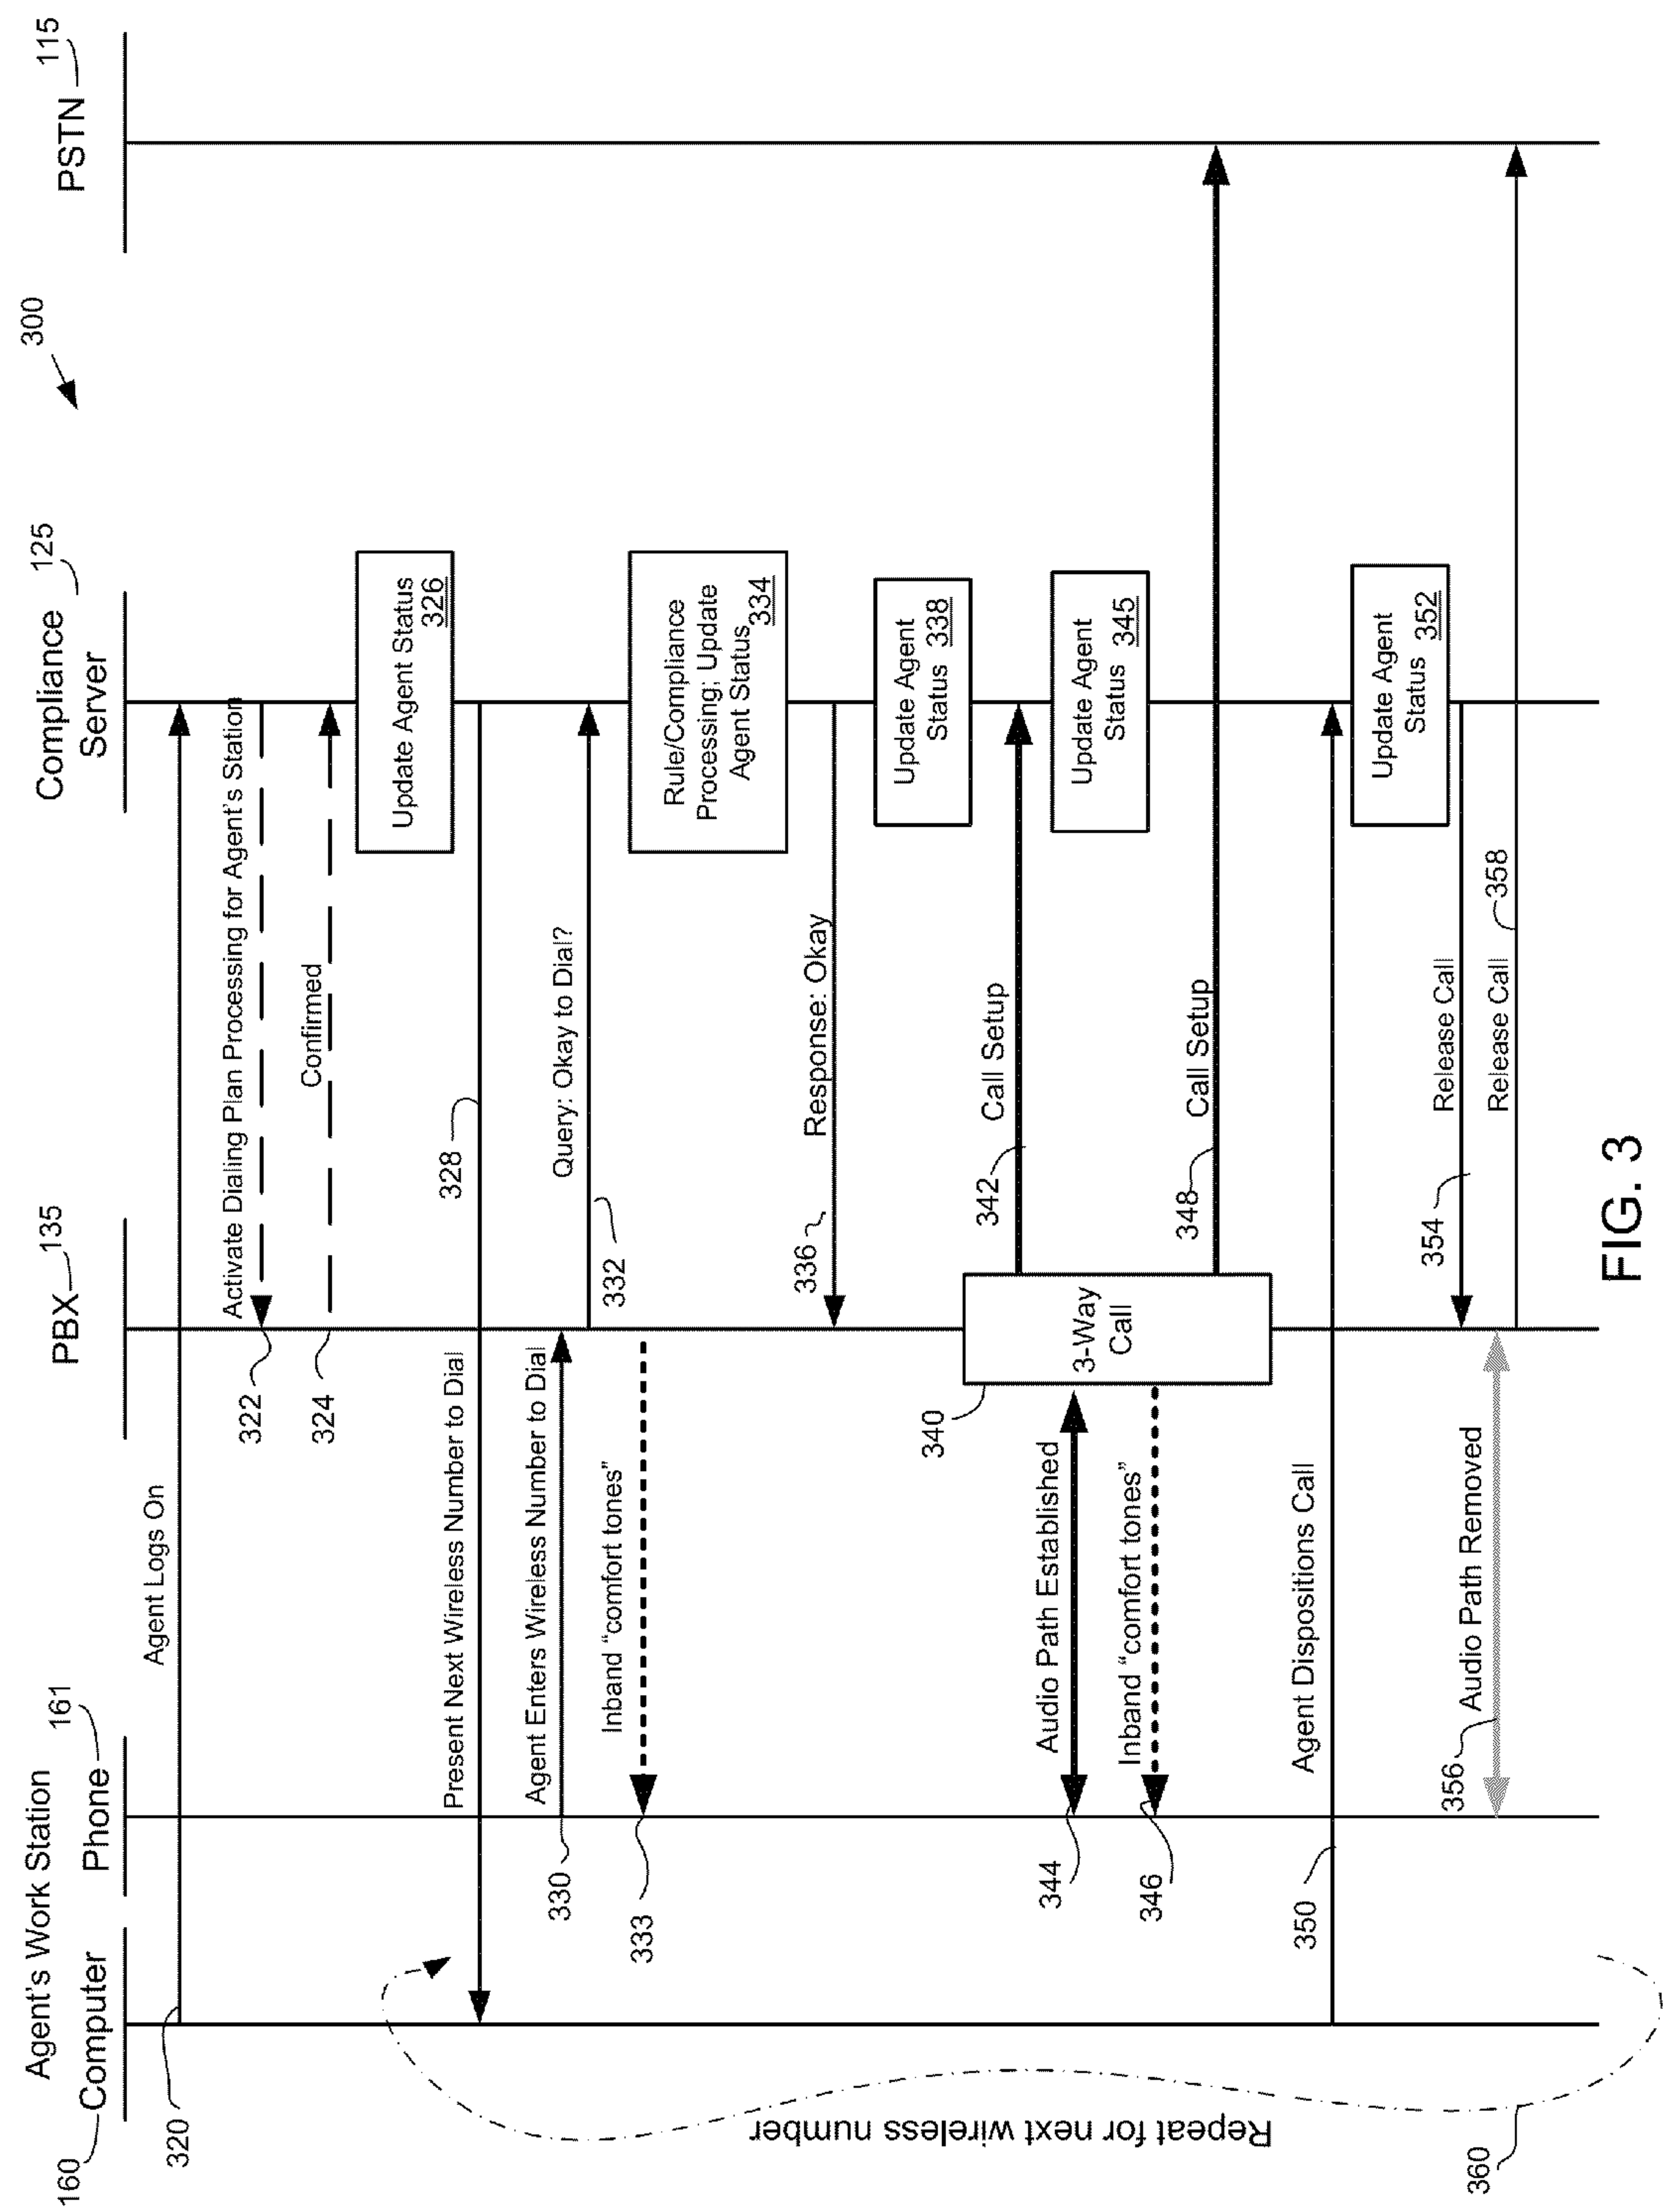 300
Agent's Work Station
160
Computer
Phone
161
PBX
135
Compliance
Server
125
PSTN
115
320
Agent Logs On
322
Activate Dialing Plan Processing for Agent's Station
324
Confirmed
Update Agent Status
326
Present Next Wireless Number to Dial
328
330
Agent Enters Wireless Number to Dial
332
Query: Okay to Dial?
333
Inband "comfort tones"
Rule/Compliance
Processing; Update
Agent Status
334
336
Response: Okay
Update Agent
Status 338
340
3-Way
Call
342
Call Setup
344
Audio Path Established
Update Agent
Status 345
346
Inband "comfort tones"
348
Call Setup
350
Agent Dispositions Call
Update Agent
Status 352
354
Release Call
356
Audio Path Removed
Release Call
358
Repeat for next wireless number
360
FIG. 3